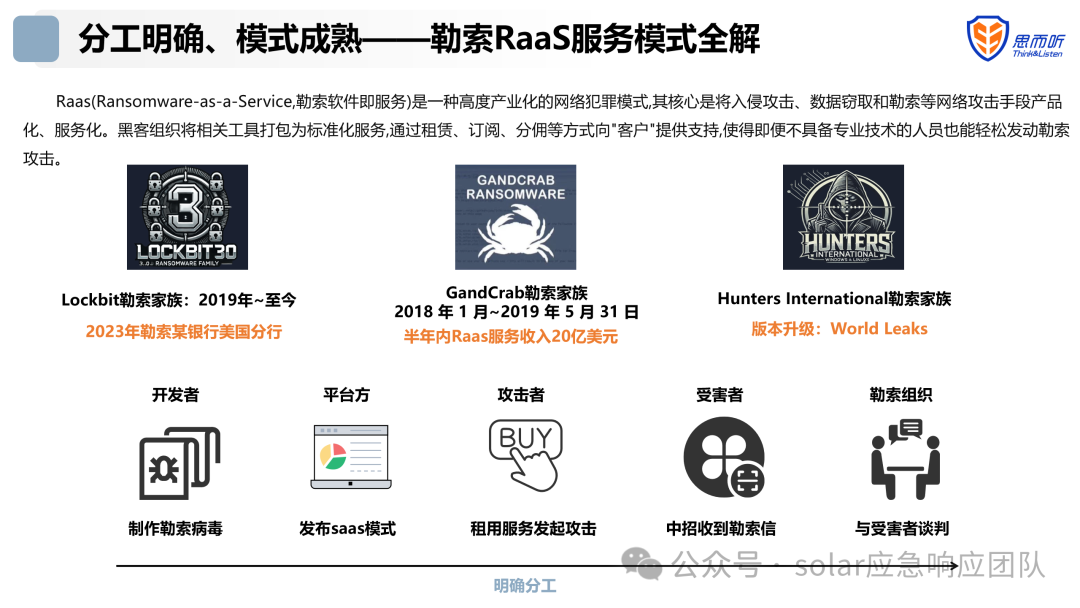 分工明确、模式成熟——勒索RaaS服务模式全解
思而听
Think&Listen
Raas(Ransomware-as-a-Service,勒索软件即服务)是一种高度产业化的网络犯罪模式,其核心是将入侵攻击、数据窃取和勒索等网络攻击手段产品
化、服务化。黑客组织将相关工具打包为标准化服务,通过租赁、订阅、分佣等方式向"客户"提供支持,使得即便不具备专业技术的人员也能轻松发动勒索
攻击。
3
LOCKBIT30
3.0 RANSOMWARE FAMILY
GANDCRAB
RANSOMWARE
HUNTERS
INTERNATIONAL
WINDOWS & LINUX
Lockbit勒索家族：2019年~至今
2023年勒索某银行美国分行
GandCrab勒索家族
2018 年 1 月~2019 年 5 月 31 日
半年内Raas服务收入20亿美元
Hunters International勒索家族
版本升级：World Leaks
开发者
平台方
攻击者
受害者
勒索组织
BUY
制作勒索病毒
发布saas模式
租用服务发起攻击
中招收到勒索信
与受害者谈判
明确分工
公众号 · solar应急响应团队